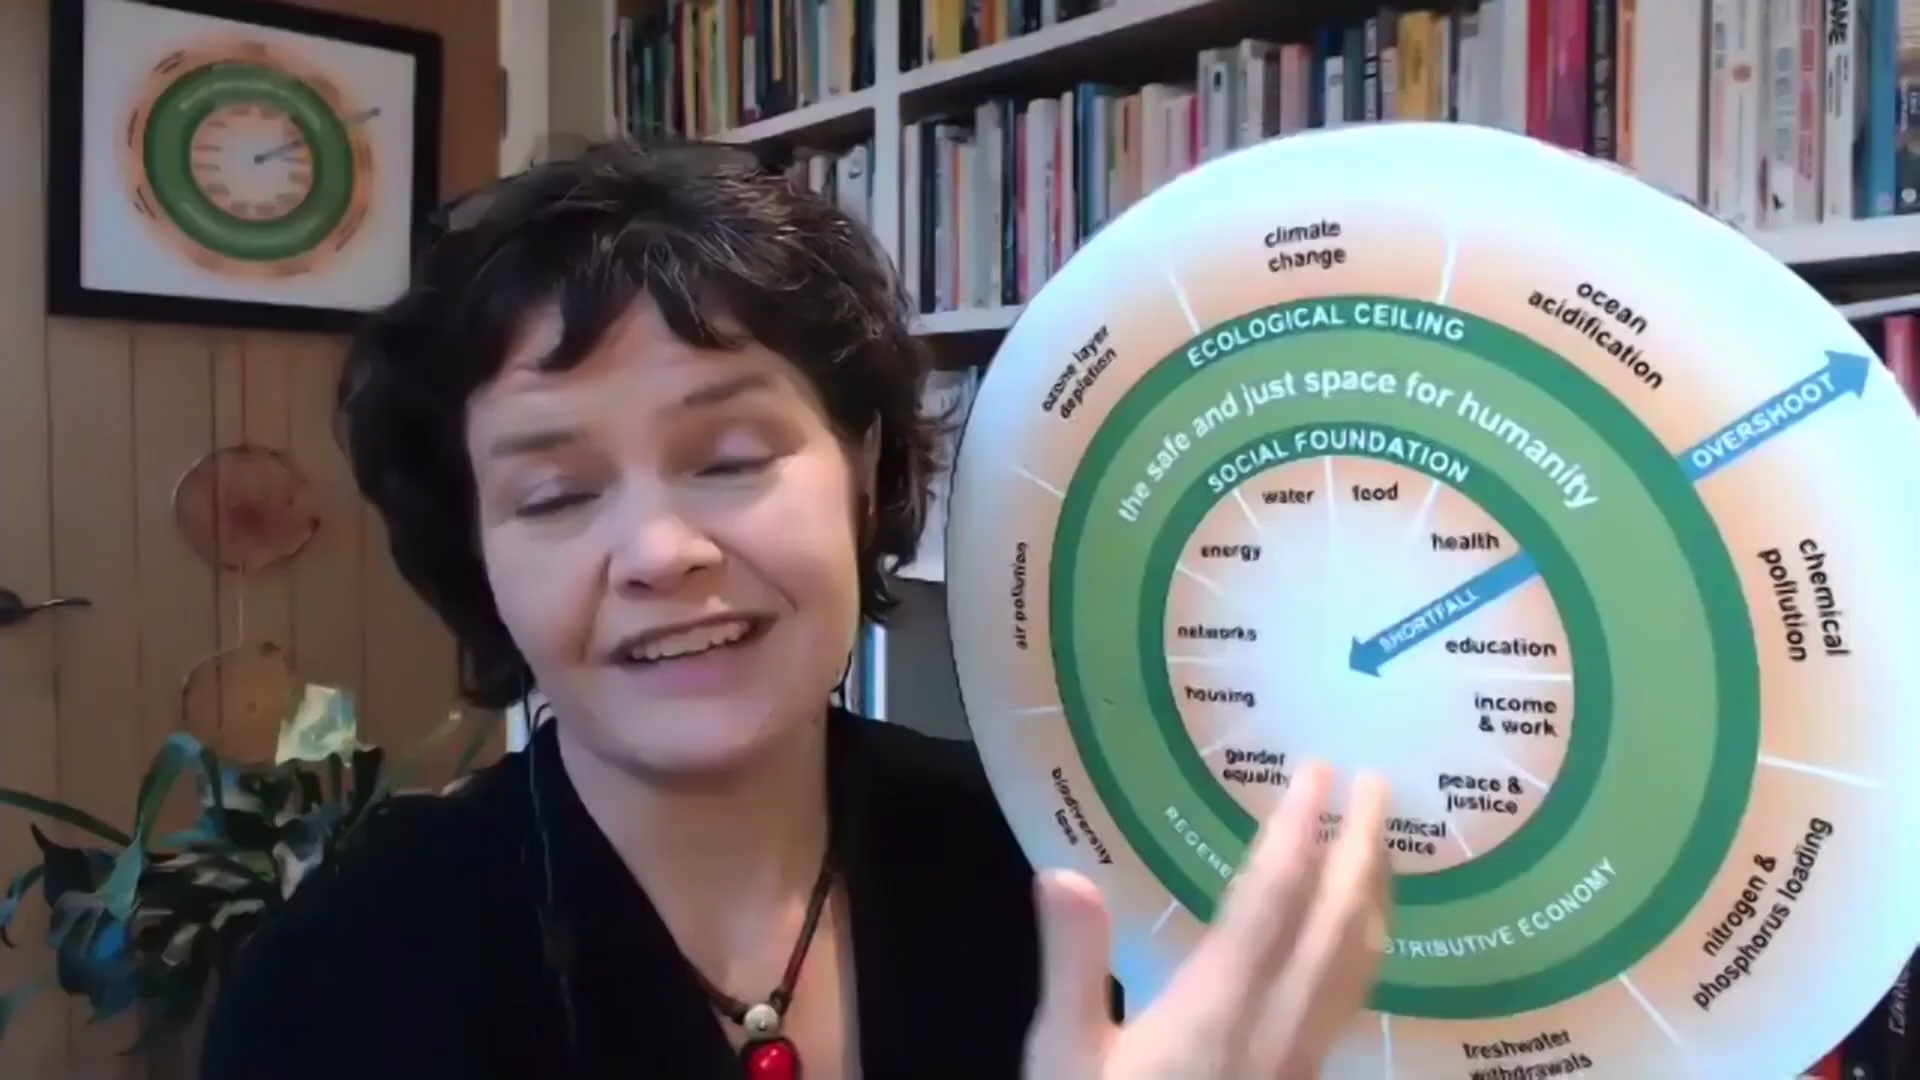 climate
change
ocean
acidification
ozone layer
depletion
ECOLOGICAL CEILING
the safe and just space for humanity
OVERSHOOT
SOCIAL FOUNDATION
water
food
energy
health
chemical
pollution
air pollution
networks
SHORTFALL
education
housing
income
& work
gender
equality
peace &
justice
voice
biodiversity
loss
nitrogen &
phosphorus loading
ECONOMY
freshwater
withdrawals